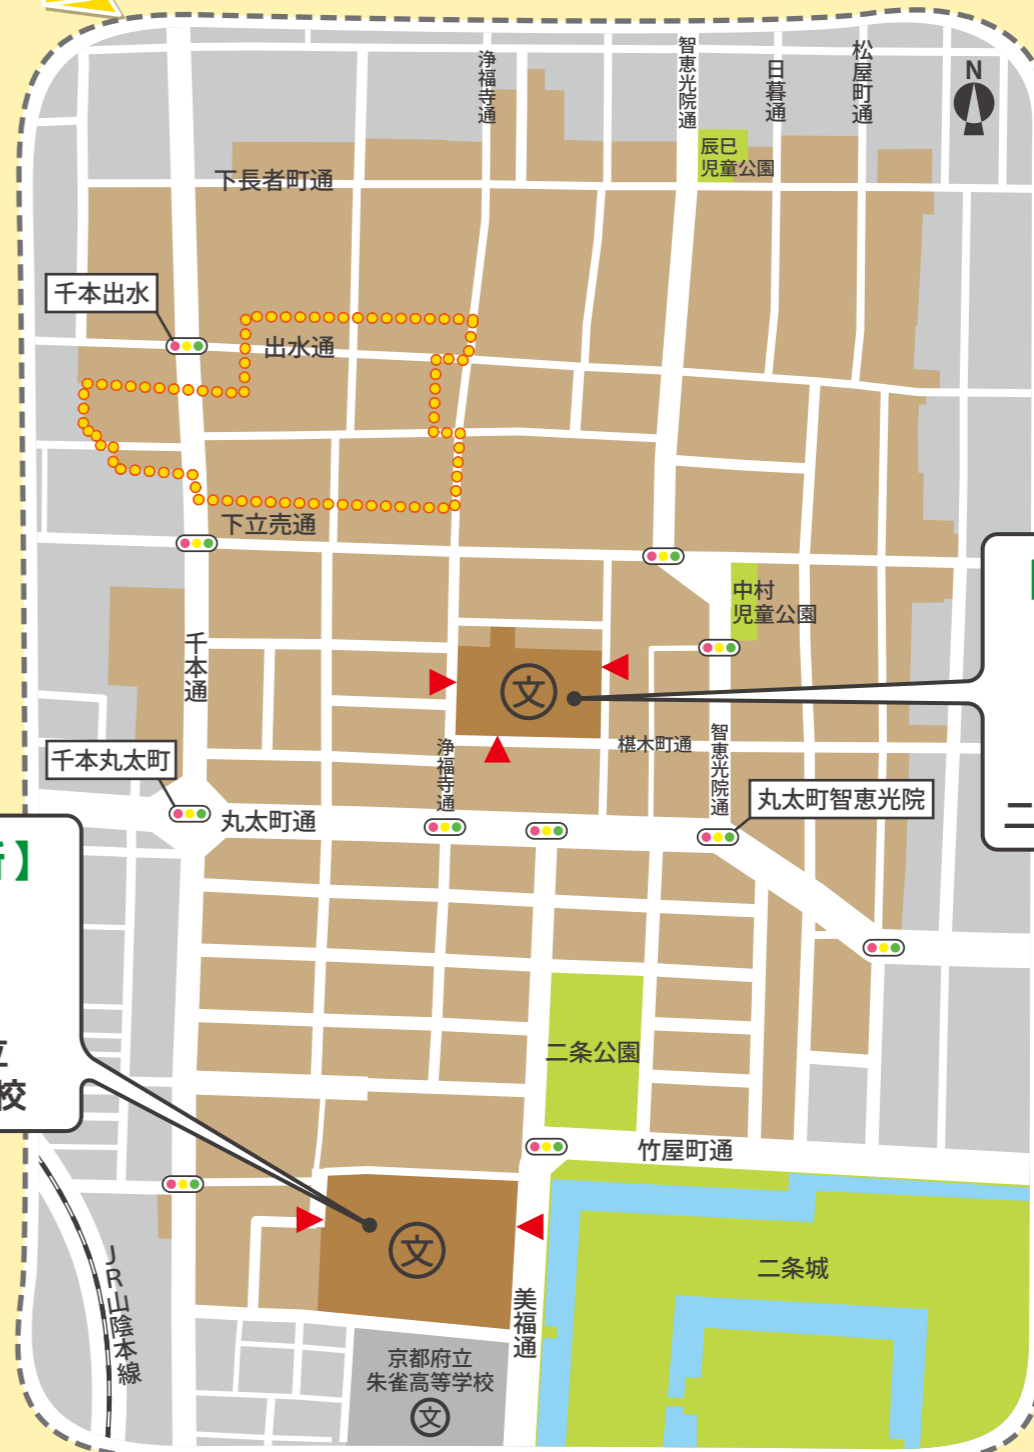 浄福寺通
智恵光院通
日暮通
松屋町通
N
辰巳
児童公園
下長者町通
千本出水
出水通
下立売通
中村
児童公園
千本通
文
椹木町通
智恵光院通
浄福寺通
千本丸太町
丸太町通
丸太町智恵光院
二
】
校
二条公園
竹屋町通
文
二条城
JR山陰本線
美福通
京都府立
朱雀高等学校
文